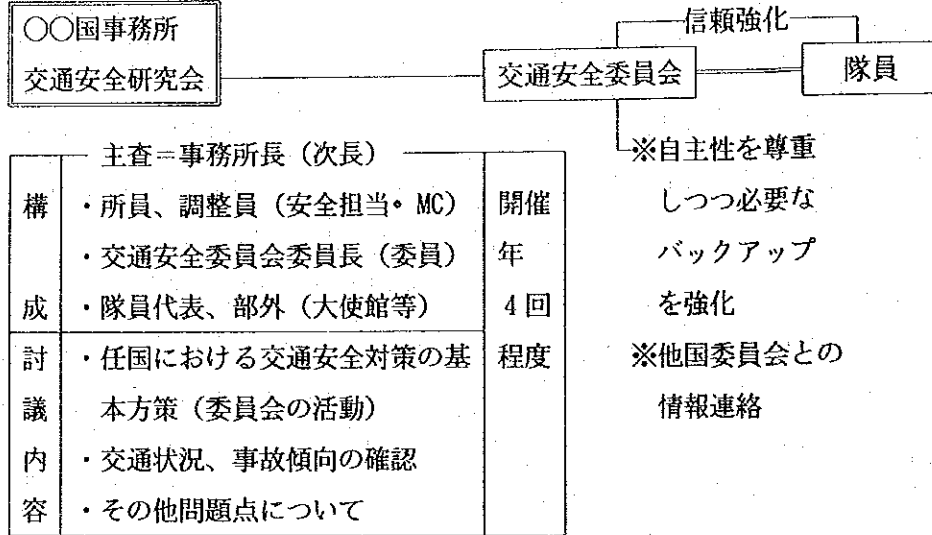 ○○国事務所
交通安全研究会
信頼強化
交通安全委員会
隊員
主査=事務所長(次長)
構成
・所員、調整員(安全担当・MC)
・交通安全委員会委員長(委員)
・隊員代表、部外(大使館等)
開催
年
4回
程度
討議内容
・任国における交通安全対策の基
本方策(委員会の活動)
・交通状況、事故傾向の確認
・その他問題点について
※自主性を尊重
しつつ必要な
バックアップ
を強化
※他国委員会との
情報連絡